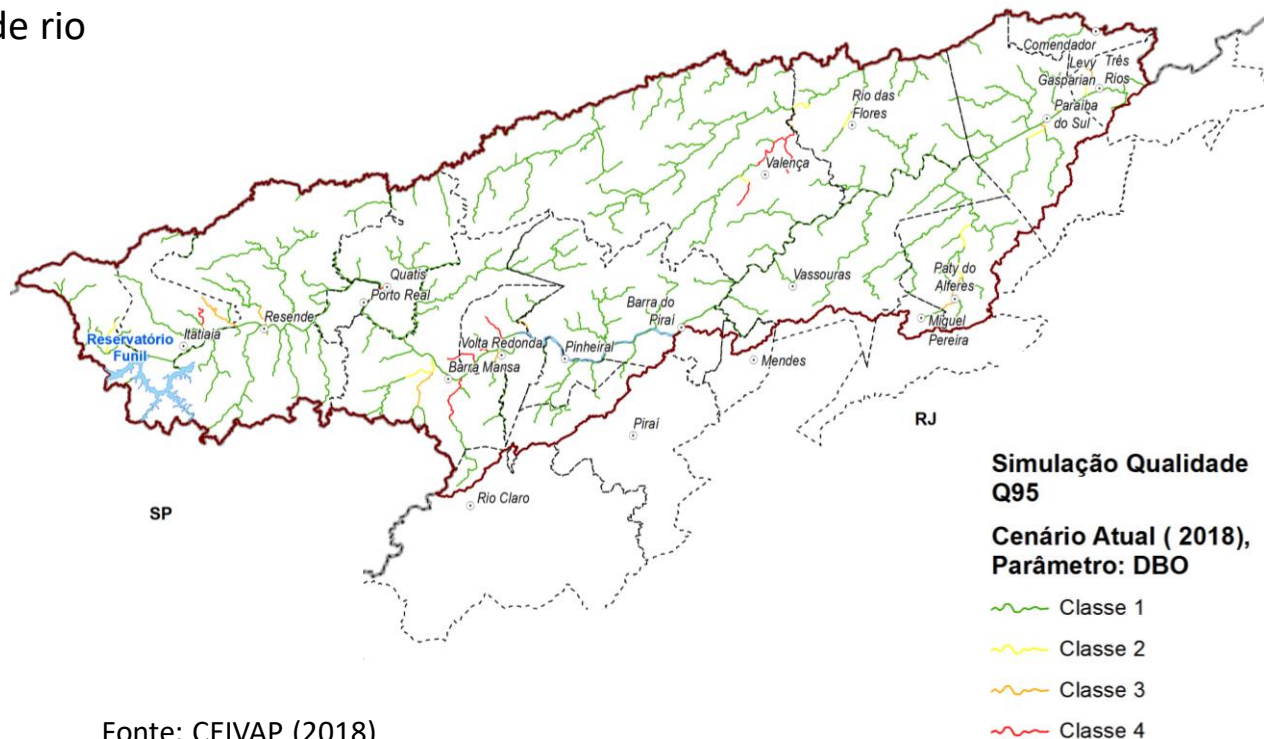 de rio
Comendador
Levy
Gasparian
Três
Rios
Paraíba
do Sul
Rio das
Flores
Valença
Vassouras
Paty do
Alferes
Miguel
Pereira
Quatis
Porto Real
Resende
Itatiaia
Reservatório
Funil
Barra do
Piraí
Volta Redonda
Pinheiral
Barra Mansa
Mendes
Piraí
Rio Claro
SP
RJ
Simulação Qualidade
Q95
Cenário Atual ( 2018),
Parâmetro: DBO
Classe 1
Classe 2
Classe 3
Classe 4
Fonte: CEIVAP (2018)